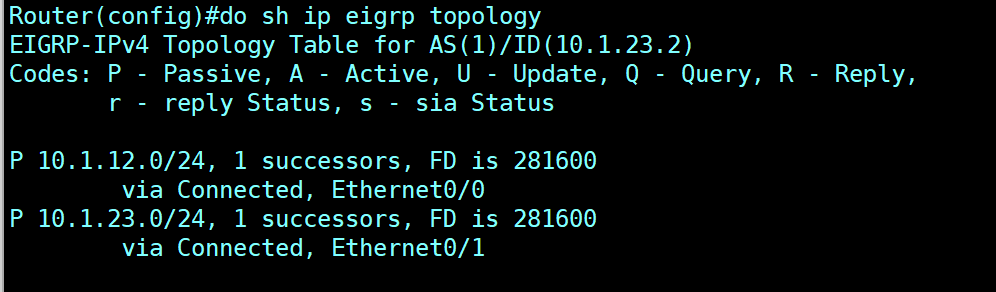 Router(config)#do sh ip eigrp topology
EIGRP-IPv4 Topology Table for AS(1)/ID(10.1.23.2)
Codes: P - Passive, A - Active, U - Update, Q - Query, R - Reply,
       r - reply Status, s - sia Status

P 10.1.12.0/24, 1 successors, FD is 281600
        via Connected, Ethernet0/0
P 10.1.23.0/24, 1 successors, FD is 281600
        via Connected, Ethernet0/1